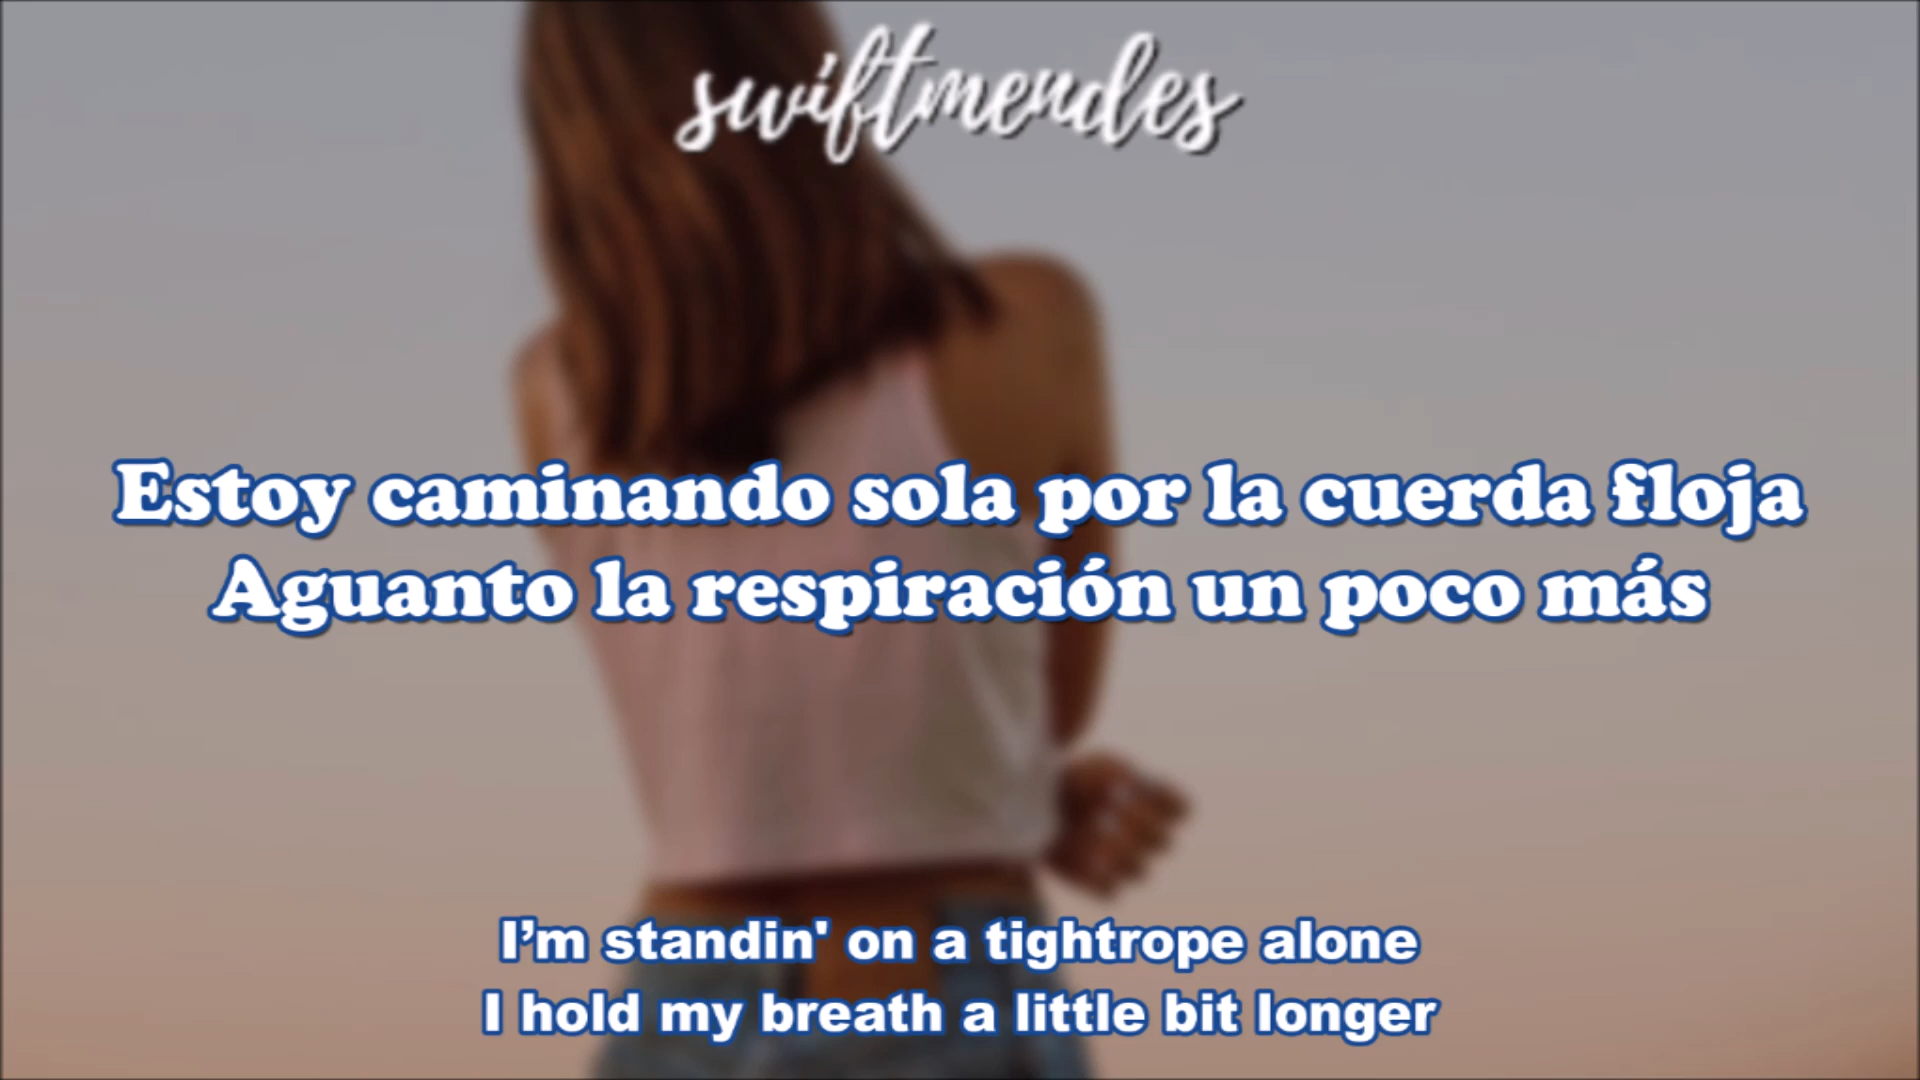 swiftmendes
Estoy caminando sola por la cuerda floja
Aguanto la respiración un poco más
I’m standin' on a tightrope alone
I hold my breath a little bit longer